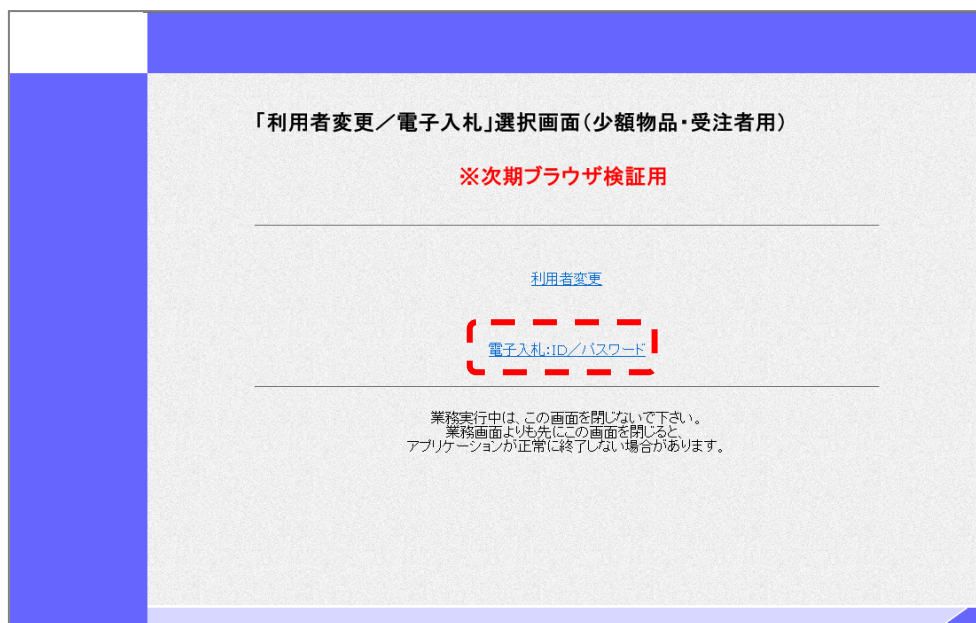 「利用者変更／電子入札」選択画面（少額物品・受注者用）
※次期ブラウザ検証用
利用者変更
電子入札:ID／パスワード
業務実行中は、この画面を閉じないで下さい。
業務画面よりも先にこの画面を閉じると、
アプリケーションが正常に終了しない場合があります。